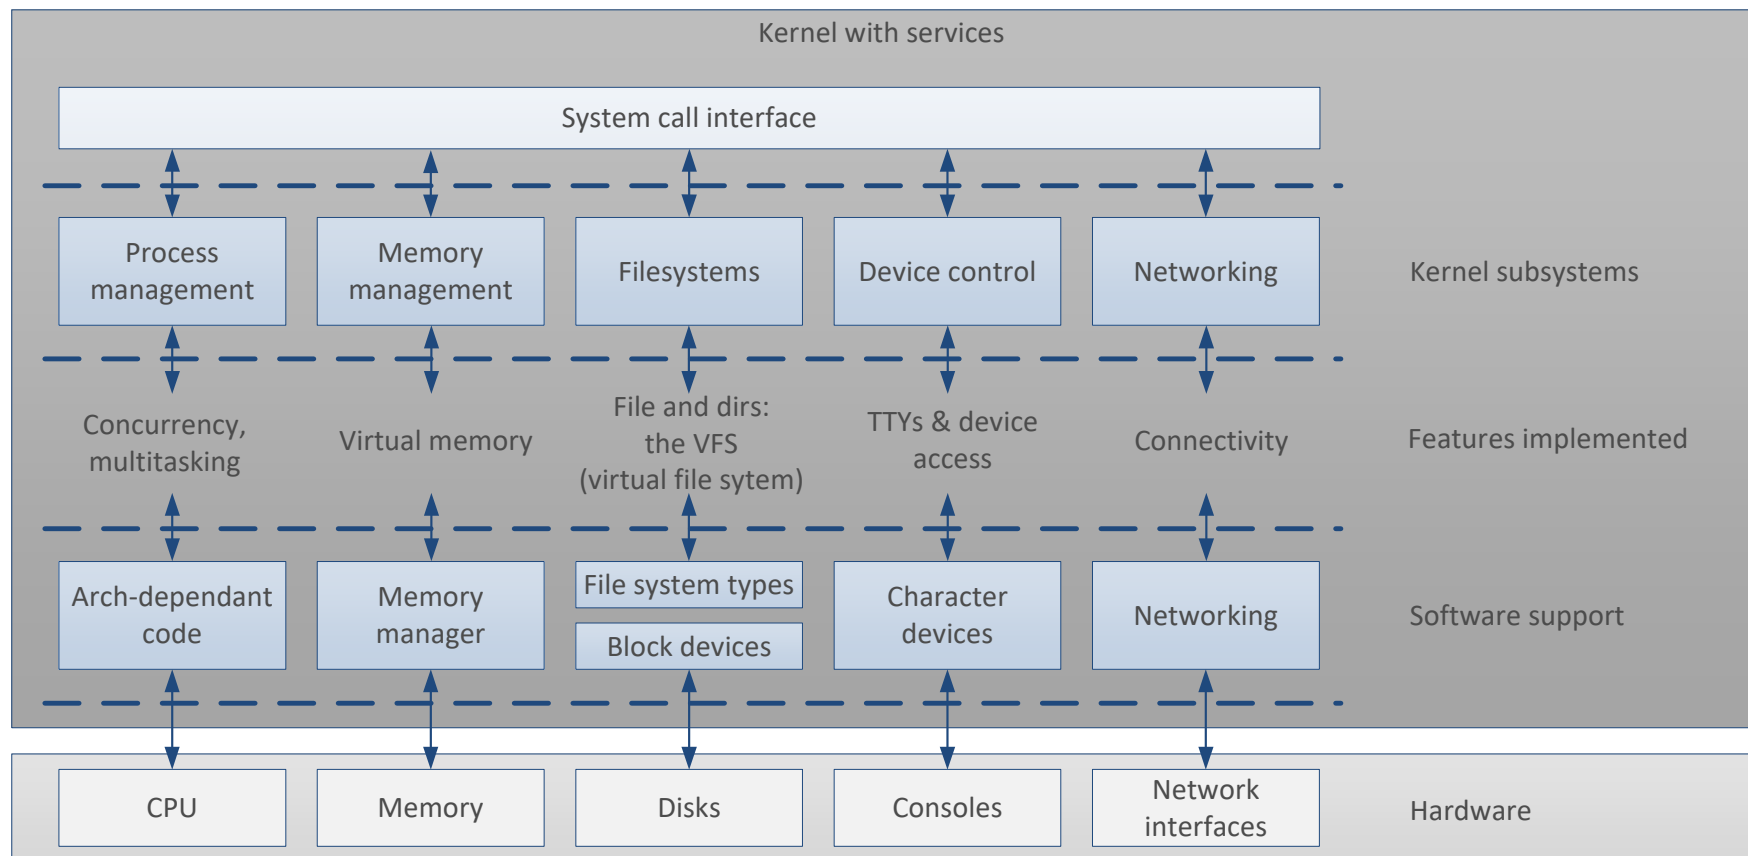 Kernel with services
System call interface
Process
management
Memory
management
Filesystems
Device control
Networking
Kernel subsystems
Concurrency,
multitasking
Virtual memory
File and dirs:
the VFS
(virtual file sytem)
TTYs & device
access
Connectivity
Features implemented
Arch-dependant
code
Memory
manager
File system types
Block devices
Character
devices
Networking
Software support
CPU
Memory
Disks
Consoles
Network
interfaces
Hardware